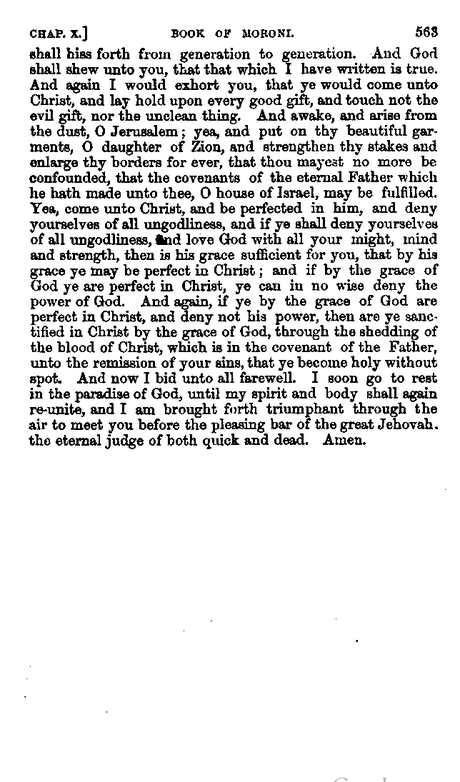 CHAP. X.] BOOK OF MORONI. 563
shall hiss forth from generation to generation. And God
shall shew unto you, that that which I have written is true.
And again I would exhort you, that ye would come unto
Christ, and lay hold upon every good gift, and touch not the
evil gift, nor the unclean thing. And awake, and arise from
the dust, O Jerusalem; yea, and put on thy beautiful gar-
ments, O daughter of Zion, and strengthen thy stakes and
enlarge thy borders for ever, that thou mayest no more be
confounded, that the covenants of the eternal Father which
he hath made unto thee, O house of Israel, may be fulfilled.
Yea, come unto Christ, and be perfected in him, and deny
yourselves of all ungodliness, and if ye shall deny yourselves
of all ungodliness, and love God with all your might, mind
and strength, then is his grace sufficient for you, that by his
grace ye may be perfect in Christ; and if by the grace of
God ye are perfect in Christ, ye can in no wise deny the
power of God. And again, if ye by the grace of God are
perfect in Christ, and deny not his power, then are ye sanc-
tified in Christ by the grace of God, through the shedding of
the blood of Christ, which is in the covenant of the Father,
unto the remission of your sins, that ye become holy without
spot. And now I bid unto all farewell. I soon go to rest
in the paradise of God, until my spirit and body shall again
re-unite, and I am brought forth triumphant through the
air to meet you before the pleasing bar of the great Jehovah.
the eternal judge of both quick and dead. Amen.